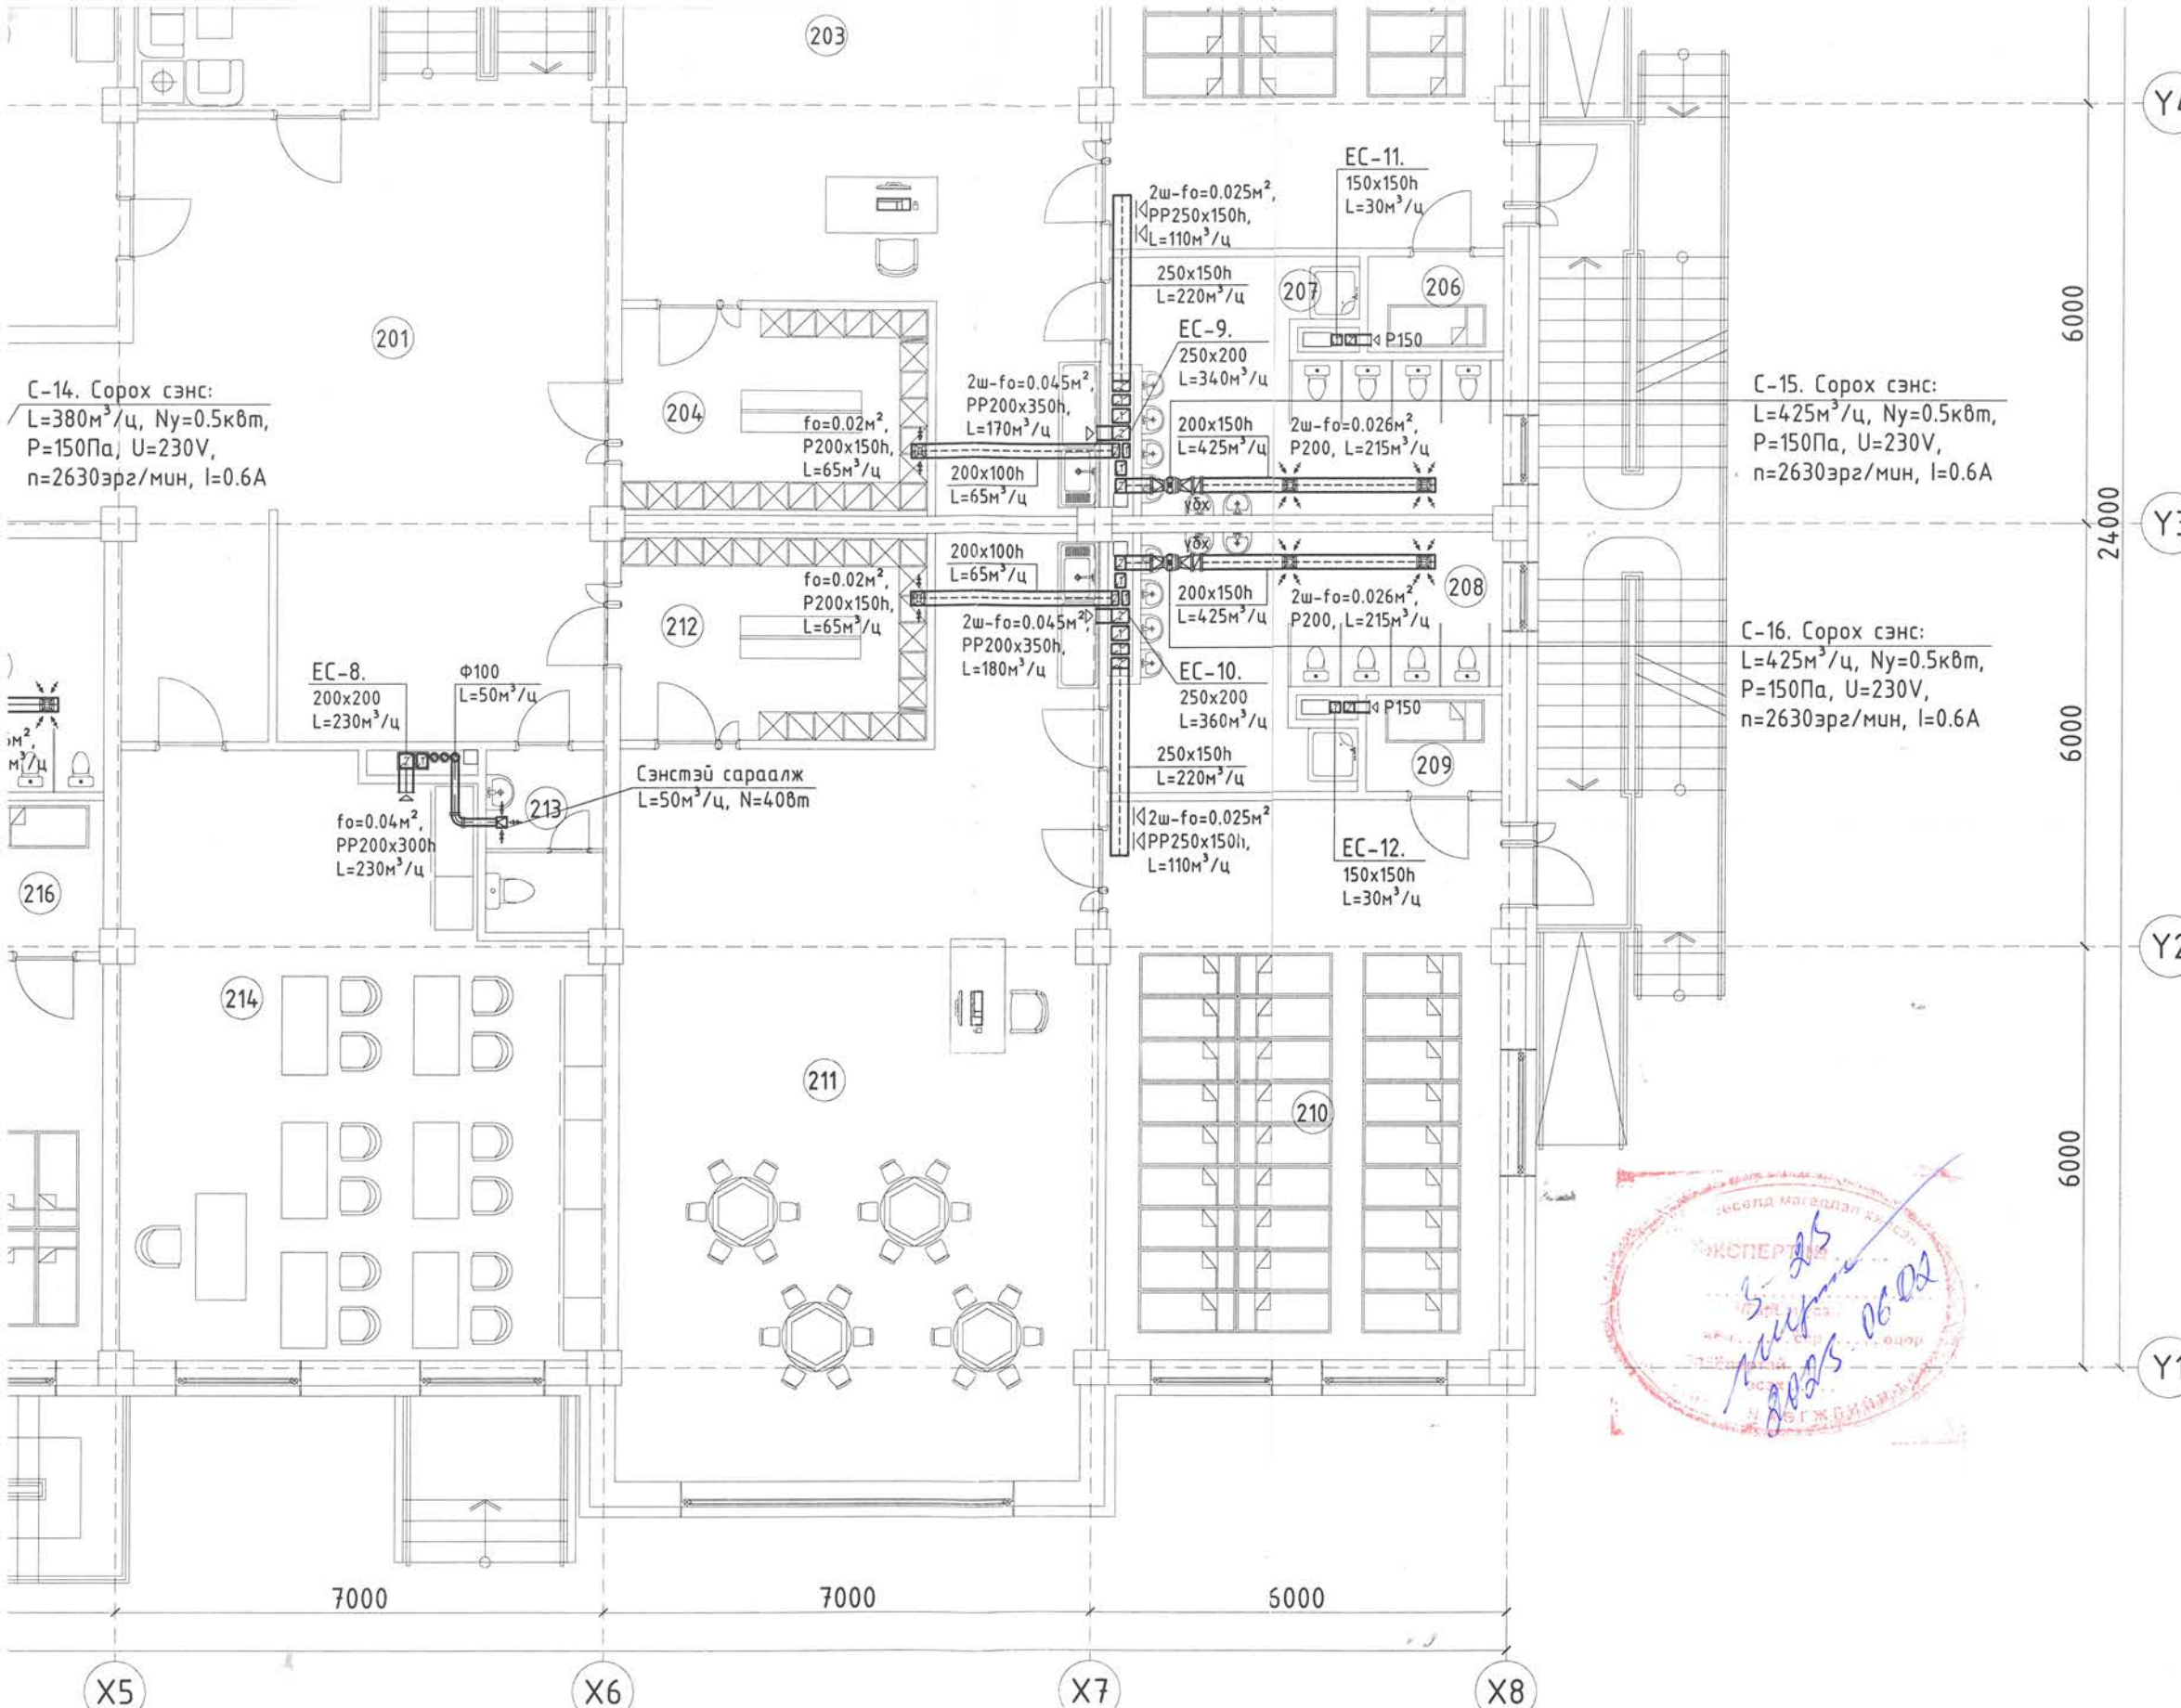 203
Y4
EC-11.
150x150h
L=30м³/ц
2ш-fo=0.025м²,
PP250x150h,
L=110м³/ц
250x150h
L=220м³/ц
207
206
6000
201
EC-9.
250x200
L=340м³/ц
P150
C-14. Сорох сэнс:
L=380м³/ц, Ny=0.5кВт,
P=150Па, U=230V,
n=2630эрг/мин, I=0.6A
204
fo=0.02м²,
P200x150h,
L=65м³/ц
2ш-fo=0.045м²,
PP200x350h,
L=170м³/ц
200x100h
L=65м³/ц
200x150h
L=425м³/ц
2ш-fo=0.026м²,
P200, L=215м³/ц
C-15. Сорох сэнс:
L=425м³/ц, Ny=0.5кВт,
P=150Па, U=230V,
n=2630эрг/мин, I=0.6A
24000
убх
убх
200x100h
L=65м³/ц
fo=0.02м²,
P200x150h,
L=65м³/ц
212
2ш-fo=0.045м²,
PP200x350h,
L=180м³/ц
200x150h
L=425м³/ц
2ш-fo=0.026м²,
P200, L=215м³/ц
208
C-16. Сорох сэнс:
L=425м³/ц, Ny=0.5кВт,
P=150Па, U=230V,
n=2630эрг/мин, I=0.6A
EC-8.
200x200
L=230м³/ц
Ф100
L=50м³/ц
EC-10.
250x200
L=360м³/ц
P150
6000
250x150h
L=220м³/ц
209
Сэнстэй сараалж
L=50м³/ц, N=40Вт
213
fo=0.04м²,
PP200x300h
L=230м³/ц
2ш-fo=0.025м²
PP250x150h,
L=110м³/ц
EC-12.
150x150h
L=30м³/ц
216
214
211
210
6000
ЭКСПЕРТ
2025.06.02
7000
7000
6000
X5
X6
X7
X8